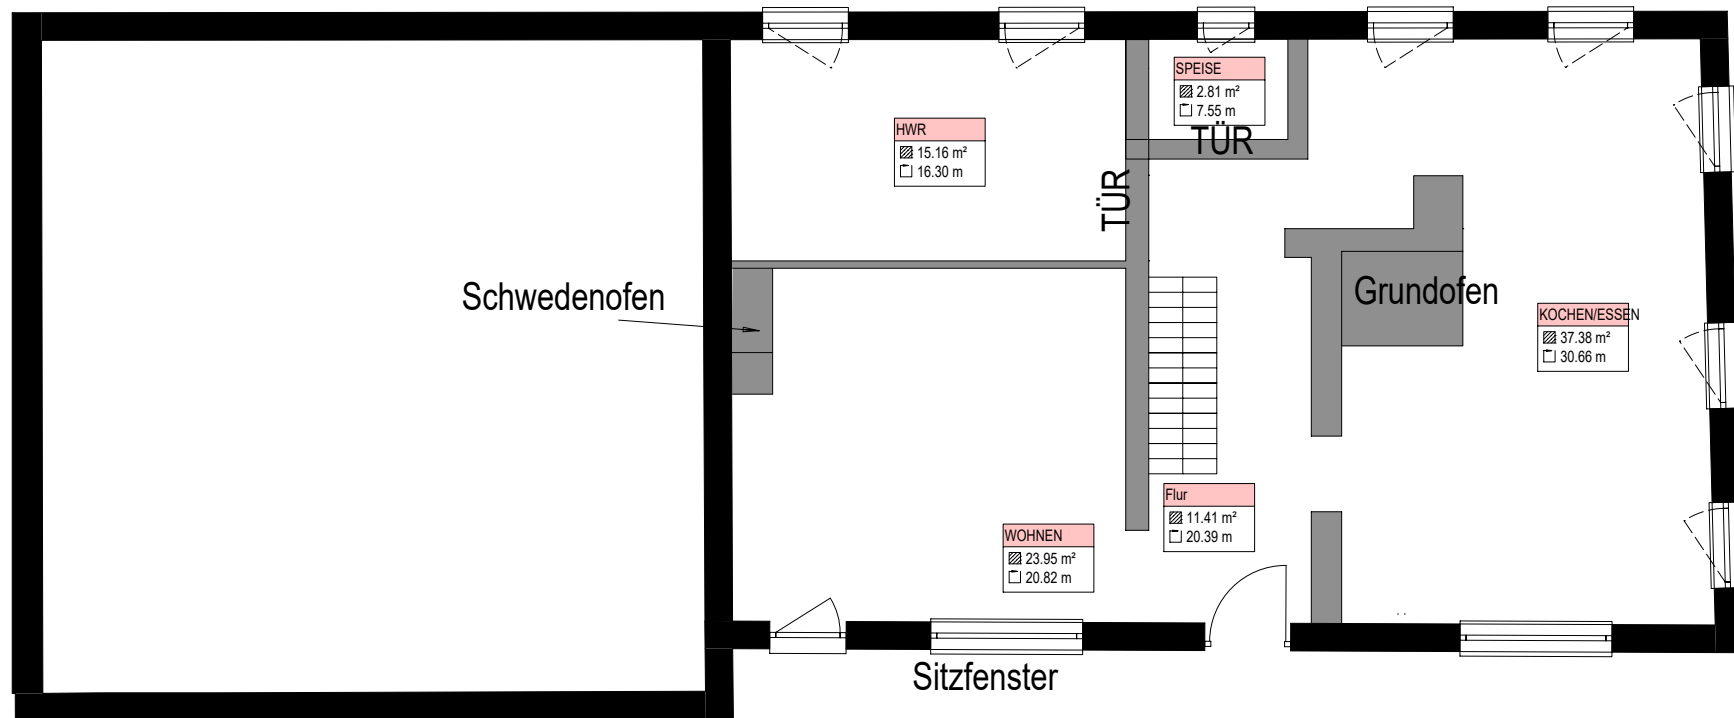 SPEISE
2.81 m²
7.55 m
TÜR
HWR
15.16 m²
16.30 m
TÜR
Schwedenofen
Grundofen
KOCHEN/ESSEN
37.38 m²
30.66 m
Flur
11.41 m²
20.39 m
WOHNEN
23.95 m²
20.82 m
Sitzfenster